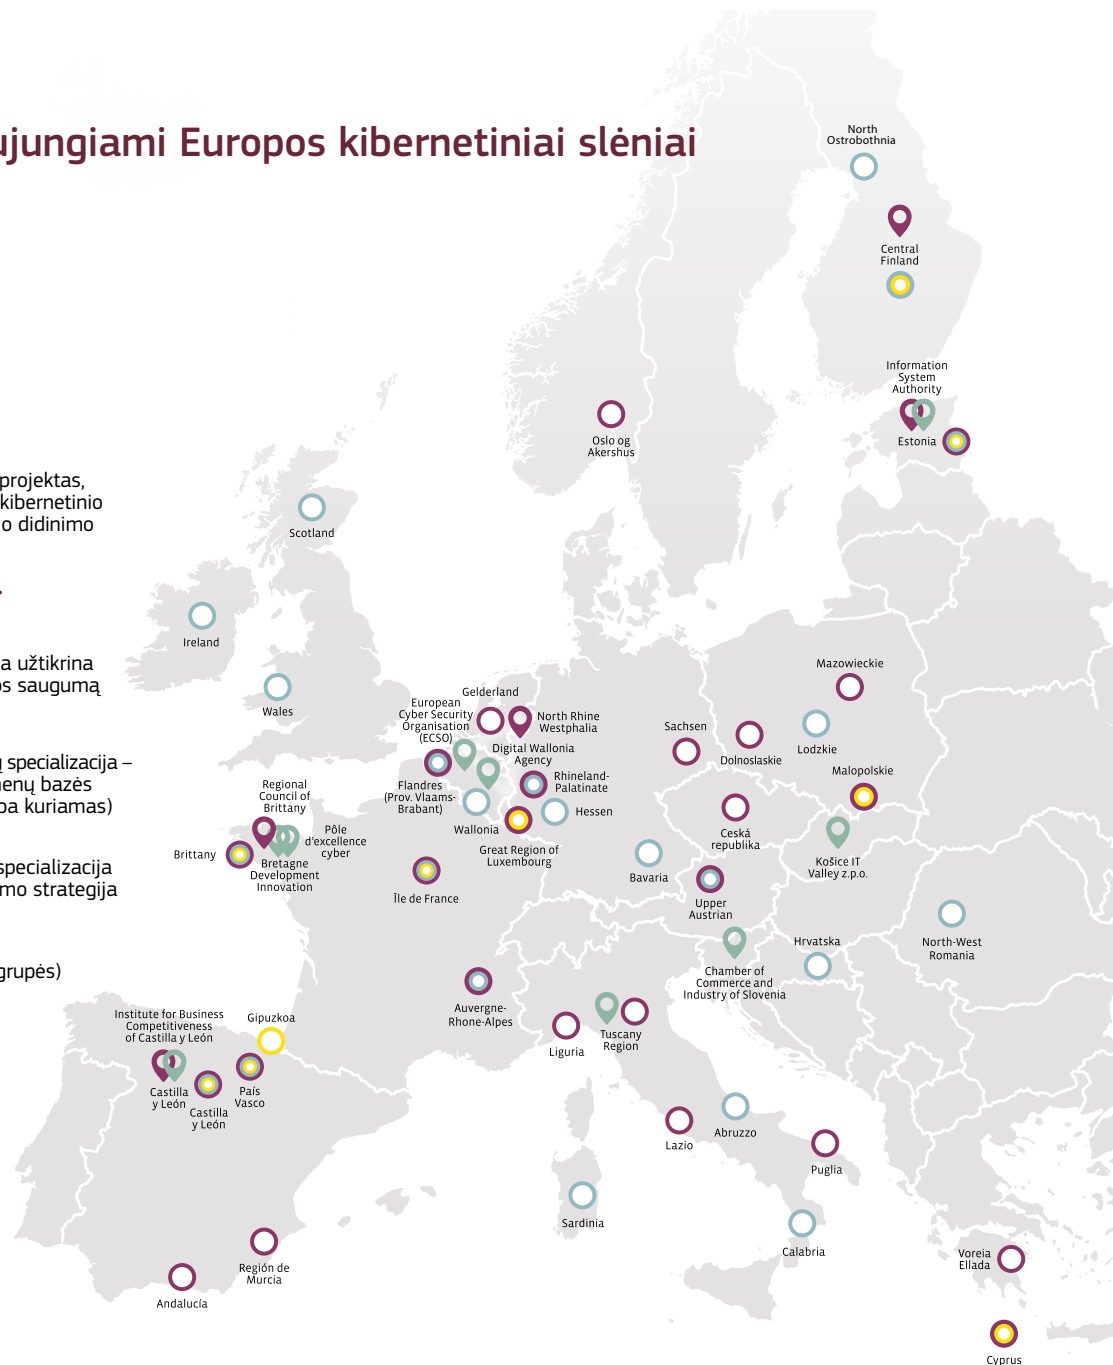 ujungiami Europos kibernetiniai slėniai
projektas,
kibernetinio
o didinimo
a užtikrina
os saugumą
ų specializacija –
menų bazės
ba kuriamas)
specializacija
mo strategija
grupės)
North
Ostrobothnia
Central
Finland
Information
System
Authority
Estonia
Oslo og
Akershus
Scotland
Ireland
Wales
Gelderland
European
Cyber Security
Organisation
(ECSO)
North Rhine
Westphalia
Digital Wallonia
Agency
Flandres
(Prov. Vlaams-
Brabant)
Rhineland-
Palatinate
Hessen
Wallonia
Great Region of
Luxembourg
Mazowieckie
Sachsen
Dolnoslaskie
Lodzkie
Malopolskie
Ceská
republika
Košice IT
Valley z.p.o.
Regional
Council of
Brittany
Pôle
d'excellence
cyber
Brittany
Bretagne
Development
Innovation
Île de France
Bavaria
Upper
Austrian
North-West
Romania
Hrvatska
Chamber of
Commerce and
Industry of Slovenia
Auvergne-
Rhone-Alpes
Liguria
Tuscany
Region
Institute for Business
Competitiveness
of Castilla y León
Gipuzkoa
Castilla
y León
Castilla
y León
País
Vasco
Lazio
Abruzzo
Puglia
Sardinia
Calabria
Región de
Murcia
Andalucía
Voreia
Ellada
Cyprus